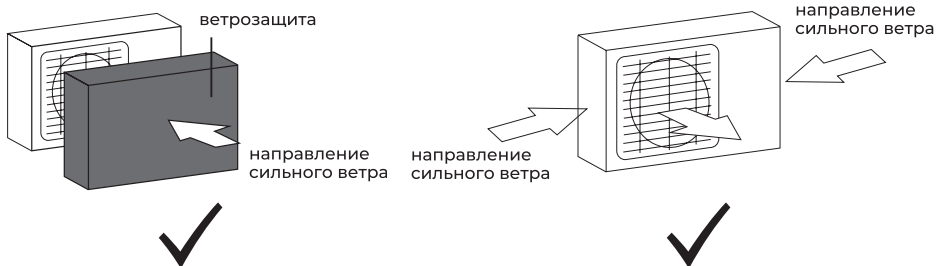 ветрозащита
направление
сильного ветра
направление
сильного ветра
направление
сильного ветра